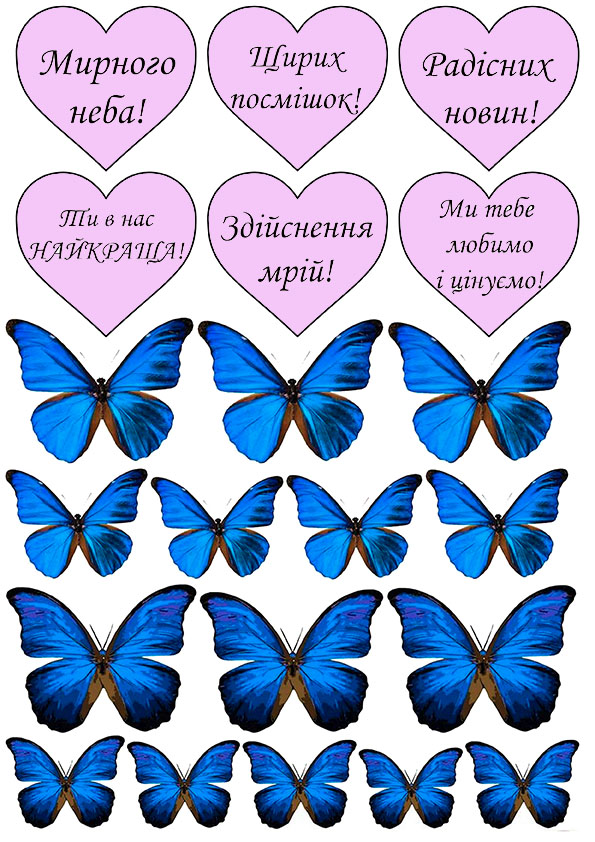 Мирного
неба!
Щирих
посмішок!
Радісних
новин!
Ти в нас
НАЙКРАЩА!
Здійснення
мрій!
Ми тебе
любимо
і цінуємо!